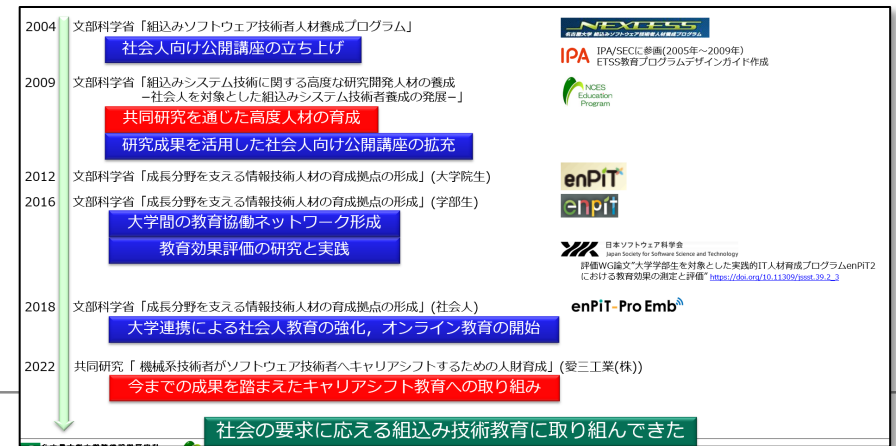 2004 文部科学省「組込みソフトウェア技術者人材養成プログラム」
NEXCESS
名古屋大学 組込みソフトウェア技術者人材養成プログラム
社会人向け公開講座の立ち上げ
IPA IPA/SECに参画(2005年～2009年)
ETSS教育プログラムデザインガイド作成
2009 文部科学省「組込みシステム技術に関する高度な研究開発人材の養成
−社会人を対象とした組込みシステム技術者養成の発展−」
NCES
Education
Program
共同研究を通じた高度人材の育成
研究成果を活用した社会人向け公開講座の拡充
2012 文部科学省「成長分野を支える情報技術人材の育成拠点の形成」(大学院生)
enPiT
2016 文部科学省「成長分野を支える情報技術人材の育成拠点の形成」(学部生)
enpit
大学間の教育協働ネットワーク形成
教育効果評価の研究と実践
日本ソフトウェア科学会
Japan Society for Software Science and Technology
評価WG論文"大学学部生を対象とした実践的IT人材育成プログラムenPiT2
における教育効果の測定と評価" https://doi.org/10.11309/jssst.39.2_3
2018 文部科学省「成長分野を支える情報技術人材の育成拠点の形成」(社会人)
enPiT-Pro Emb
大学連携による社会人教育の強化，オンライン教育の開始
2022 共同研究「 機械系技術者がソフトウェア技術者へキャリアシフトするための人財育成」(愛三工業(株))
今までの成果を踏まえたキャリアシフト教育への取り組み
社会の要求に応える組込み技術教育に取り組んできた